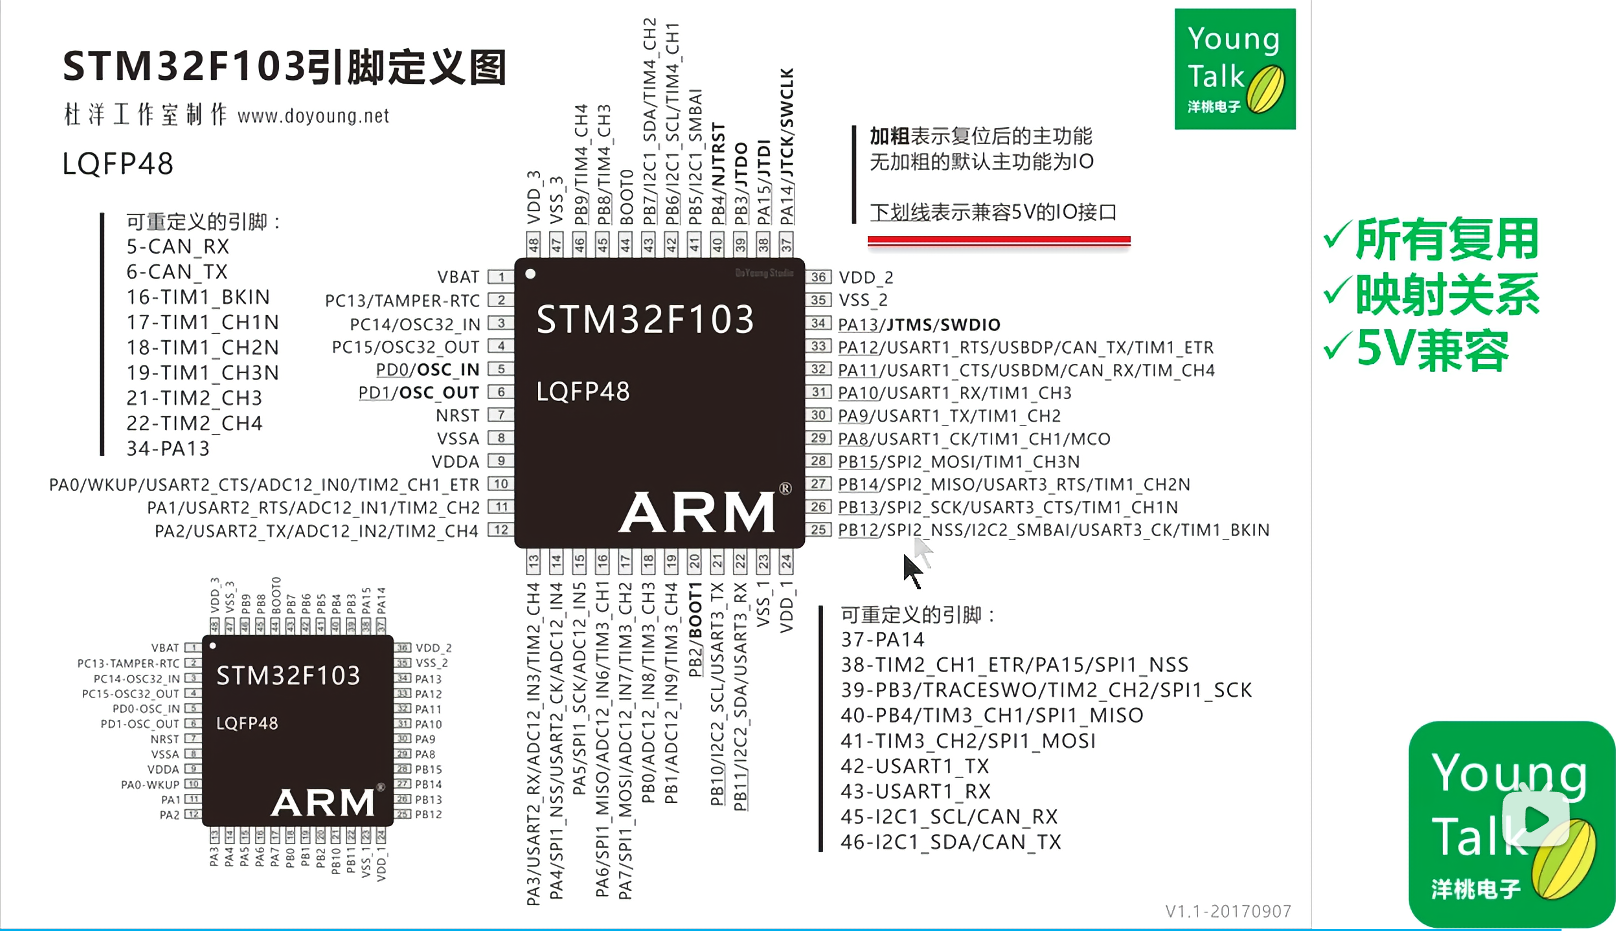 STM32F103引脚定义图
杜洋工作室制作 www.doyoung.net
LQFP48
可重定义的引脚：
5-CAN_RX
6-CAN_TX
16-TIM1_BKIN
17-TIM1_CH1N
18-TIM1_CH2N
19-TIM1_CH3N
21-TIM2_CH3
22-TIM2_CH4
34-PA13
VDD_3
VSS_3
PB9/TIM4_CH4
PB8/TIM4_CH3
BOOT0
PB7/I2C1_SDA/TIM4_CH2
PB6/I2C1_SCL/TIM4_CH1
PB5/I2C1_SMBAI
PB4/NJTRST
PB3/JTDO
PA15/JTDI
PA14/JTCK/SWCLK
48 47 46 45 44 43 42 41 40 39 38 37
加粗表示复位后的主功能
无加粗的默认主功能为IO
下划线表示兼容5V的IO接口
Young
Talk
洋桃电子
✓所有复用
✓映射关系
✓5V兼容
VBAT 1
PC13/TAMPER-RTC 2
PC14/OSC32_IN 3
PC15/OSC32_OUT 4
PD0/OSC_IN 5
PD1/OSC_OUT 6
NRST 7
VSSA 8
VDDA 9
PA0/WKUP/USART2_CTS/ADC12_IN0/TIM2_CH1_ETR 10
PA1/USART2_RTS/ADC12_IN1/TIM2_CH2 11
PA2/USART2_TX/ADC12_IN2/TIM2_CH4 12
DoYoung Studio
STM32F103
LQFP48
ARM®
36 VDD_2
35 VSS_2
34 PA13/JTMS/SWDIO
33 PA12/USART1_RTS/USBDP/CAN_TX/TIM1_ETR
32 PA11/USART1_CTS/USBDM/CAN_RX/TIM_CH4
31 PA10/USART1_RX/TIM1_CH3
30 PA9/USART1_TX/TIM1_CH2
29 PA8/USART1_CK/TIM1_CH1/MCO
28 PB15/SPI2_MOSI/TIM1_CH3N
27 PB14/SPI2_MISO/USART3_RTS/TIM1_CH2N
26 PB13/SPI2_SCK/USART3_CTS/TIM1_CH1N
25 PB12/SPI2_NSS/I2C2_SMBAI/USART3_CK/TIM1_BKIN
13 14 15 16 17 18 19 20 21 22 23 24
PA3/USART2_RX/ADC12_IN3/TIM2_CH4
PA4/SPI1_NSS/USART2_CK/ADC12_IN4
PA5/SPI1_SCK/ADC12_IN5
PA6/SPI1_MISO/ADC12_IN6/TIM3_CH1
PA7/SPI1_MOSI/ADC12_IN7/TIM3_CH2
PB0/ADC12_IN8/TIM3_CH3
PB1/ADC12_IN9/TIM3_CH4
PB2/BOOT1
PB10/I2C2_SCL/USART3_TX
PB11/I2C2_SDA/USART3_RX
VSS_1
VDD_1
VDD_3
VSS_3
PB9
PB8
BOOT0
PB7
PB6
PB5
PB4
PB3
PA15
PA14
48 47 46 45 44 43 42 41 40 39 38 37
VBAT 1
PC13-TAMPER-RTC 2
PC14-OSC32_IN 3
PC15-OSC32_OUT 4
PD0-OSC_IN 5
PD1-OSC_OUT 6
NRST 7
VSSA 8
VDDA 9
PA0-WKUP 10
PA1 11
PA2 12
STM32F103
LQFP48
ARM®
36 VDD_2
35 VSS_2
34 PA13
33 PA12
32 PA11
31 PA10
30 PA9
29 PA8
28 PB15
27 PB14
26 PB13
25 PB12
13 14 15 16 17 18 19 20 21 22 23 24
PA3
PA4
PA5
PA6
PA7
PB0
PB1
PB2
PB10
PB11
VSS_1
VDD_1
可重定义的引脚：
37-PA14
38-TIM2_CH1_ETR/PA15/SPI1_NSS
39-PB3/TRACESWO/TIM2_CH2/SPI1_SCK
40-PB4/TIM3_CH1/SPI1_MISO
41-TIM3_CH2/SPI1_MOSI
42-USART1_TX
43-USART1_RX
45-I2C1_SCL/CAN_RX
46-I2C1_SDA/CAN_TX
V1.1-20170907
Young
Talk
洋桃电子